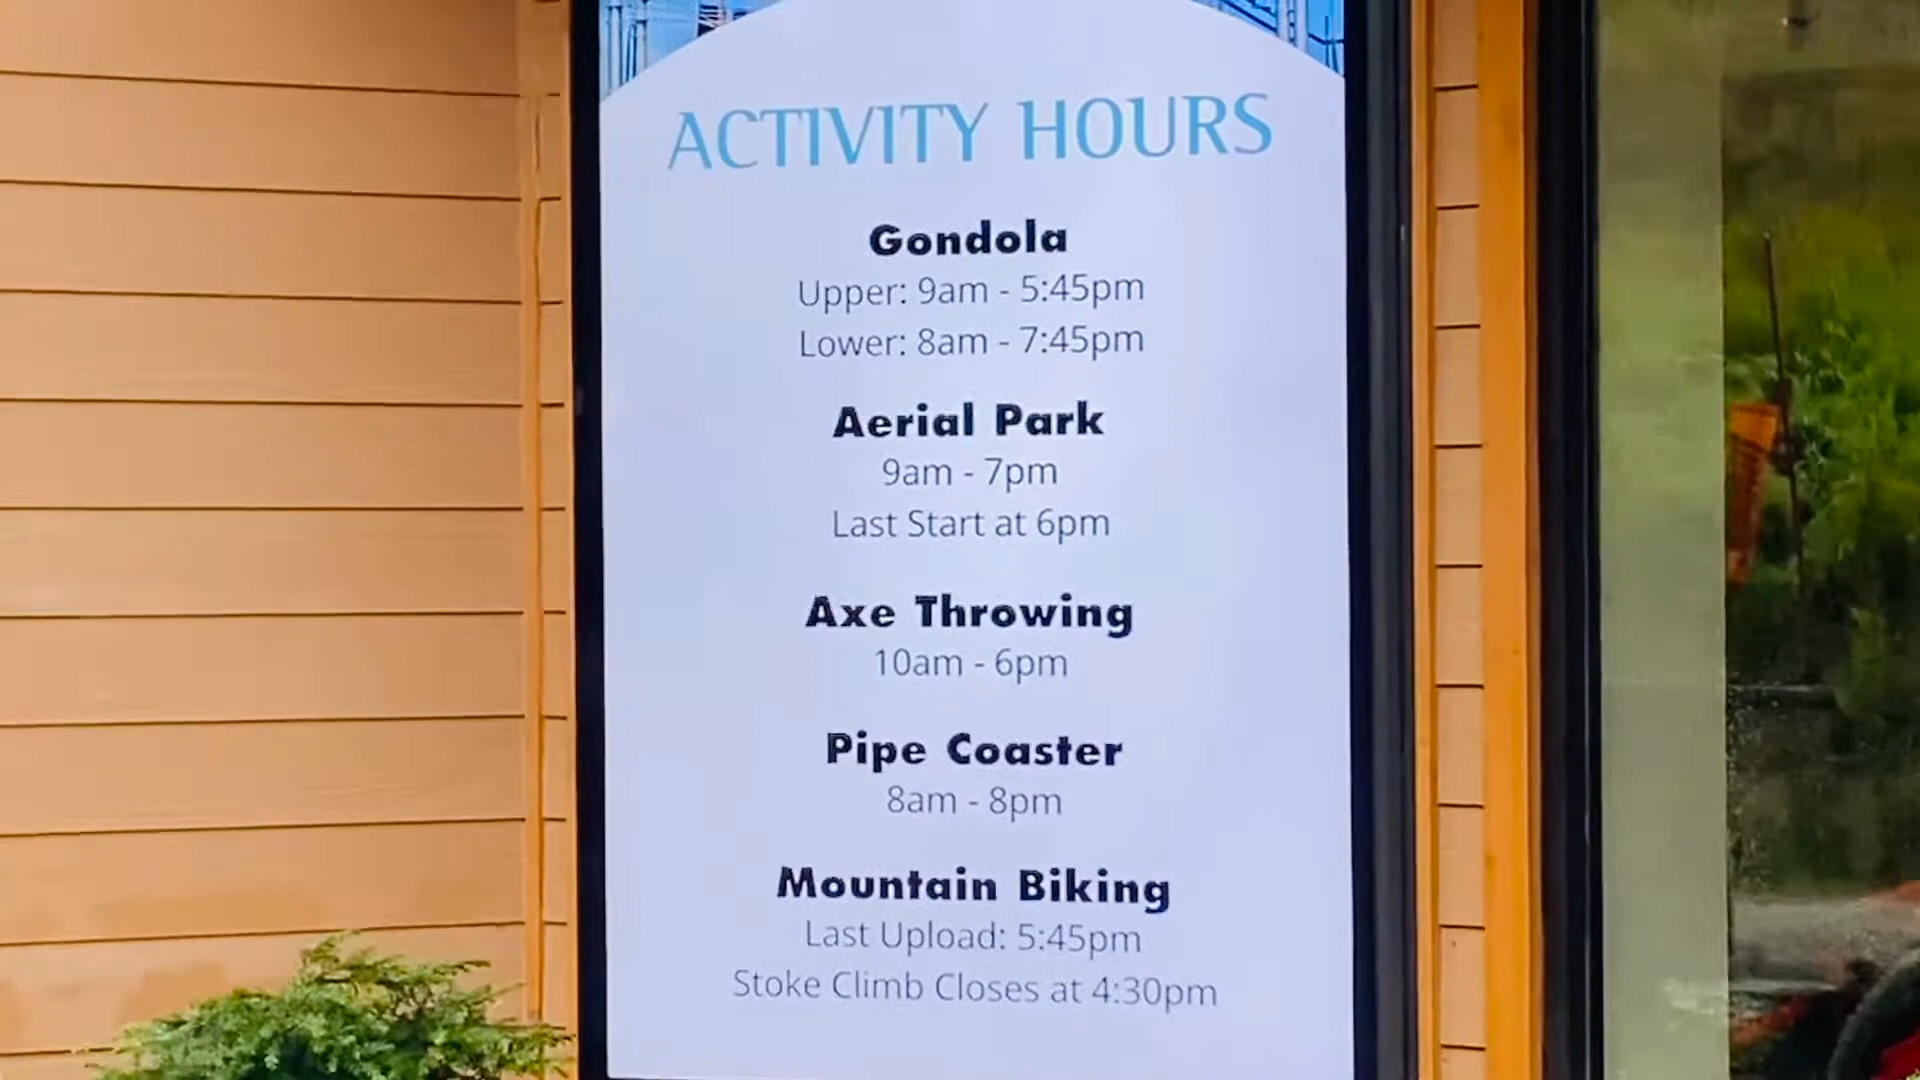 ACTIVITY HOURS
Gondola
Upper: 9am - 5:45pm
Lower: 8am - 7:45pm
Aerial Park
9am - 7pm
Last Start at 6pm
Axe Throwing
10am - 6pm
Pipe Coaster
8am - 8pm
Mountain Biking
Last Upload: 5:45pm
Stoke Climb Closes at 4:30pm